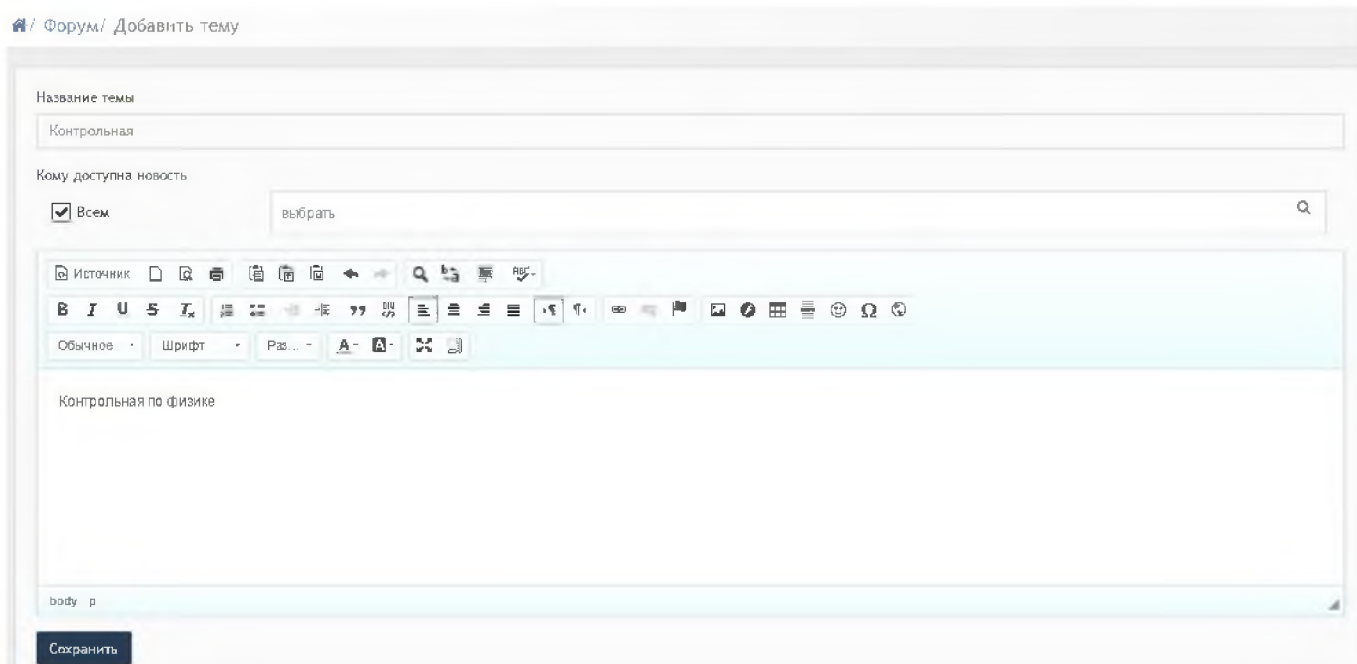 / Форум/ Добавить тему
Название темы
Контрольная
Кому доступна новость
Всем
выбрать
Источник
Обычное Шрифт Раз...
Контрольная по физике
body p
Сохранить